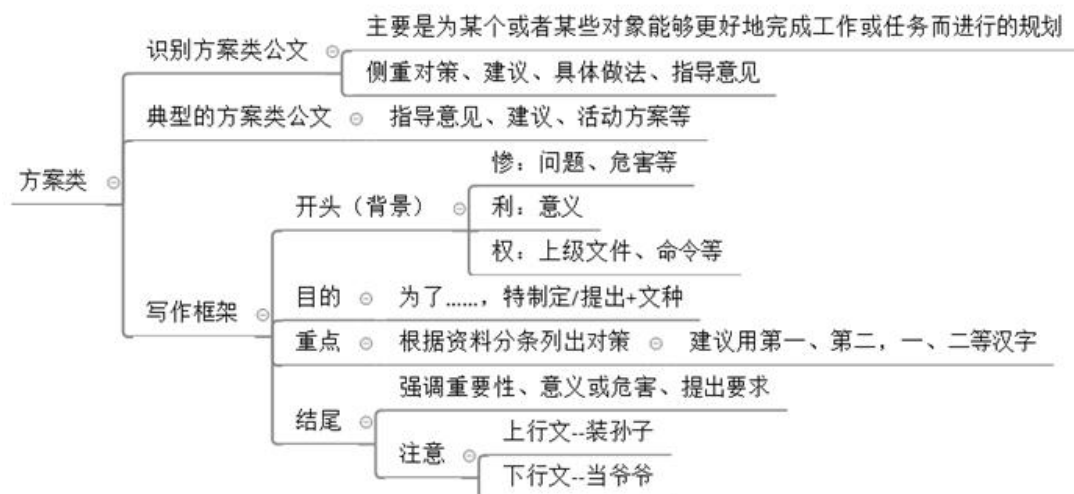 方案类
识别方案类公文
主要是为某个或者某些对象能够更好地完成工作或任务而进行的规划
侧重对策、建议、具体做法、指导意见
典型的方案类公文
指导意见、建议、活动方案等
写作框架
开头（背景）
惨：问题、危害等
利：意义
权：上级文件、命令等
目的
为了……，特制定/提出+文种
重点
根据资料分条列出对策
建议用第一、第二，一、二等汉字
结尾
强调重要性、意义或危害、提出要求
注意
上行文--装孙子
下行文--当爷爷